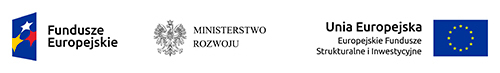 Fundusze
Europejskie
MINISTERSTWO
ROZWOJU
Unia Europejska
Europejskie Fundusze
Strukturalne i Inwestycyjne